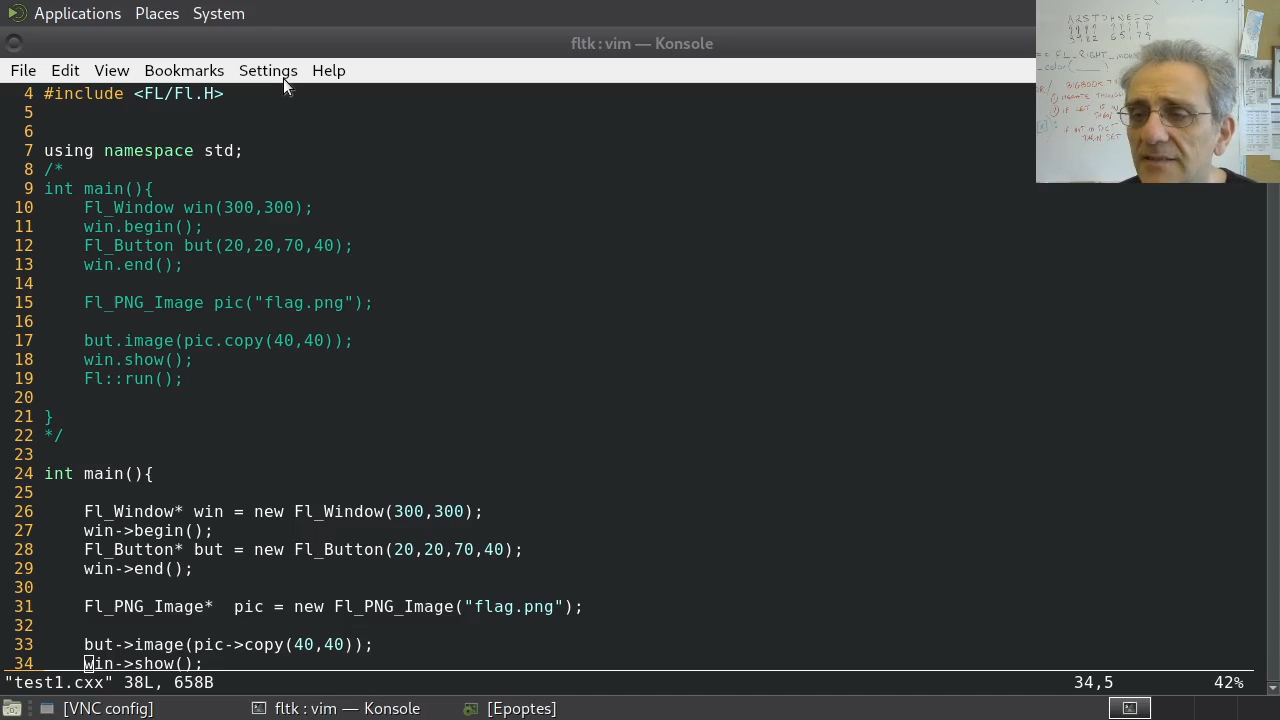 Applications Places System
fltk : vim — Konsole
File Edit View Bookmarks Settings Help
4 #include <FL/Fl.H>
5
6
7 using namespace std;
8 /*
9 int main(){
10 Fl_Window win(300,300);
11 win.begin();
12 Fl_Button but(20,20,70,40);
13 win.end();
14
15 Fl_PNG_Image pic("flag.png");
16
17 but.image(pic.copy(40,40));
18 win.show();
19 Fl::run();
20
21 }
22 */
23
24 int main(){
25
26 Fl_Window* win = new Fl_Window(300,300);
27 win->begin();
28 Fl_Button* but = new Fl_Button(20,20,70,40);
29 win->end();
30
31 Fl_PNG_Image*  pic = new Fl_PNG_Image("flag.png");
32
33 but->image(pic->copy(40,40));
34 win->show();
"test1.cxx" 38L, 658B 34,5 42%
[VNC config] fltk : vim — Konsole [Epoptes]